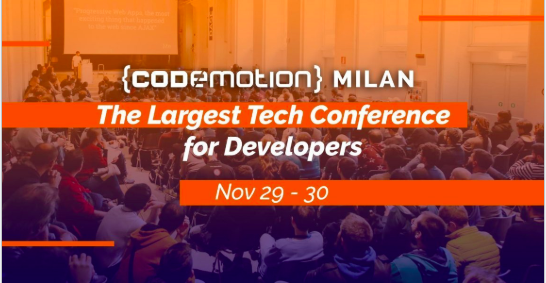 {CODEMOTION} MILAN
The Largest Tech Conference
for Developers
Nov 29 - 30